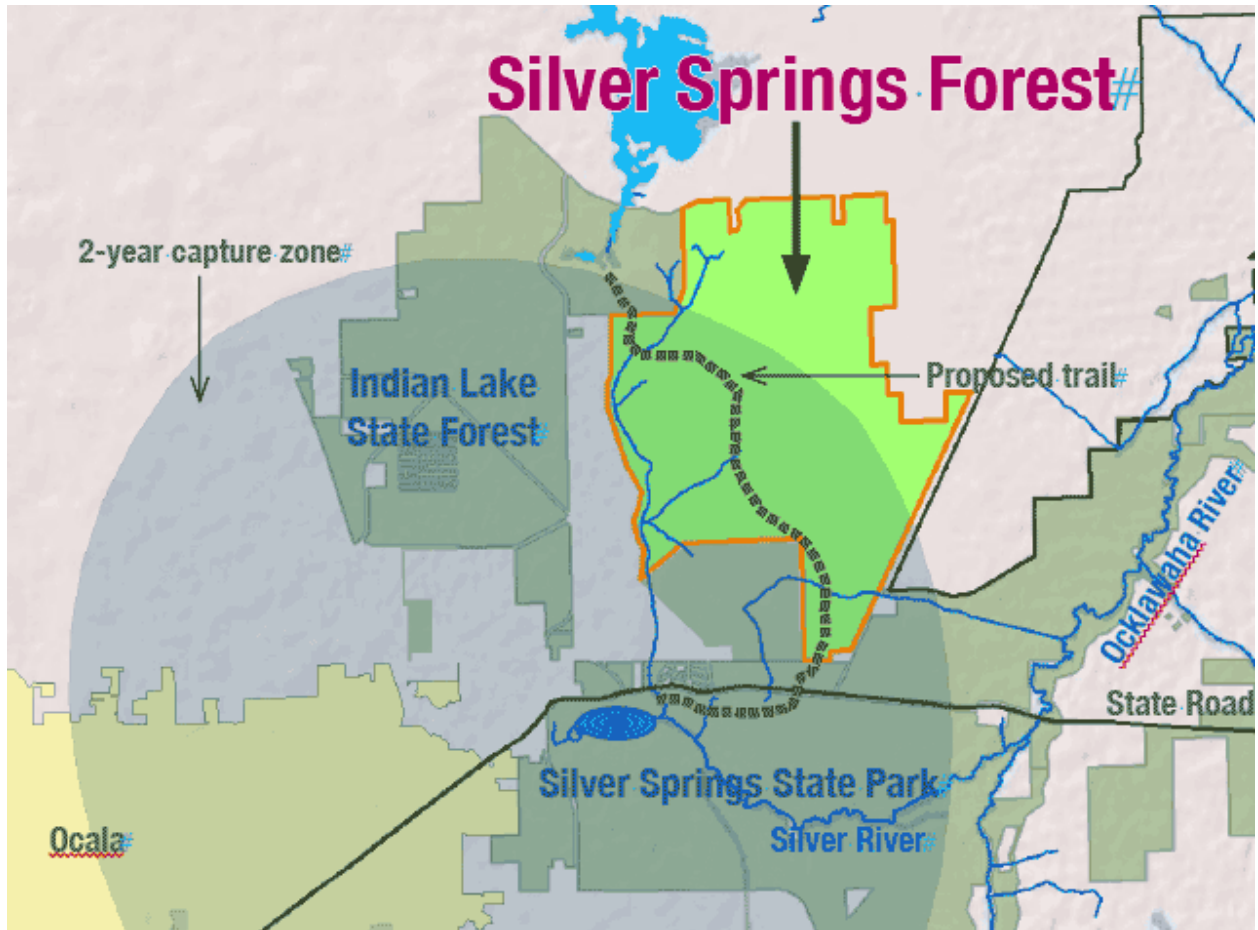 Silver Springs Forest#
2-year capture zone#
Indian Lake
State Forest#
Proposed trail#
Ocklawaha River#
State Road
Silver Springs State Park#
Silver River#
Ocala#